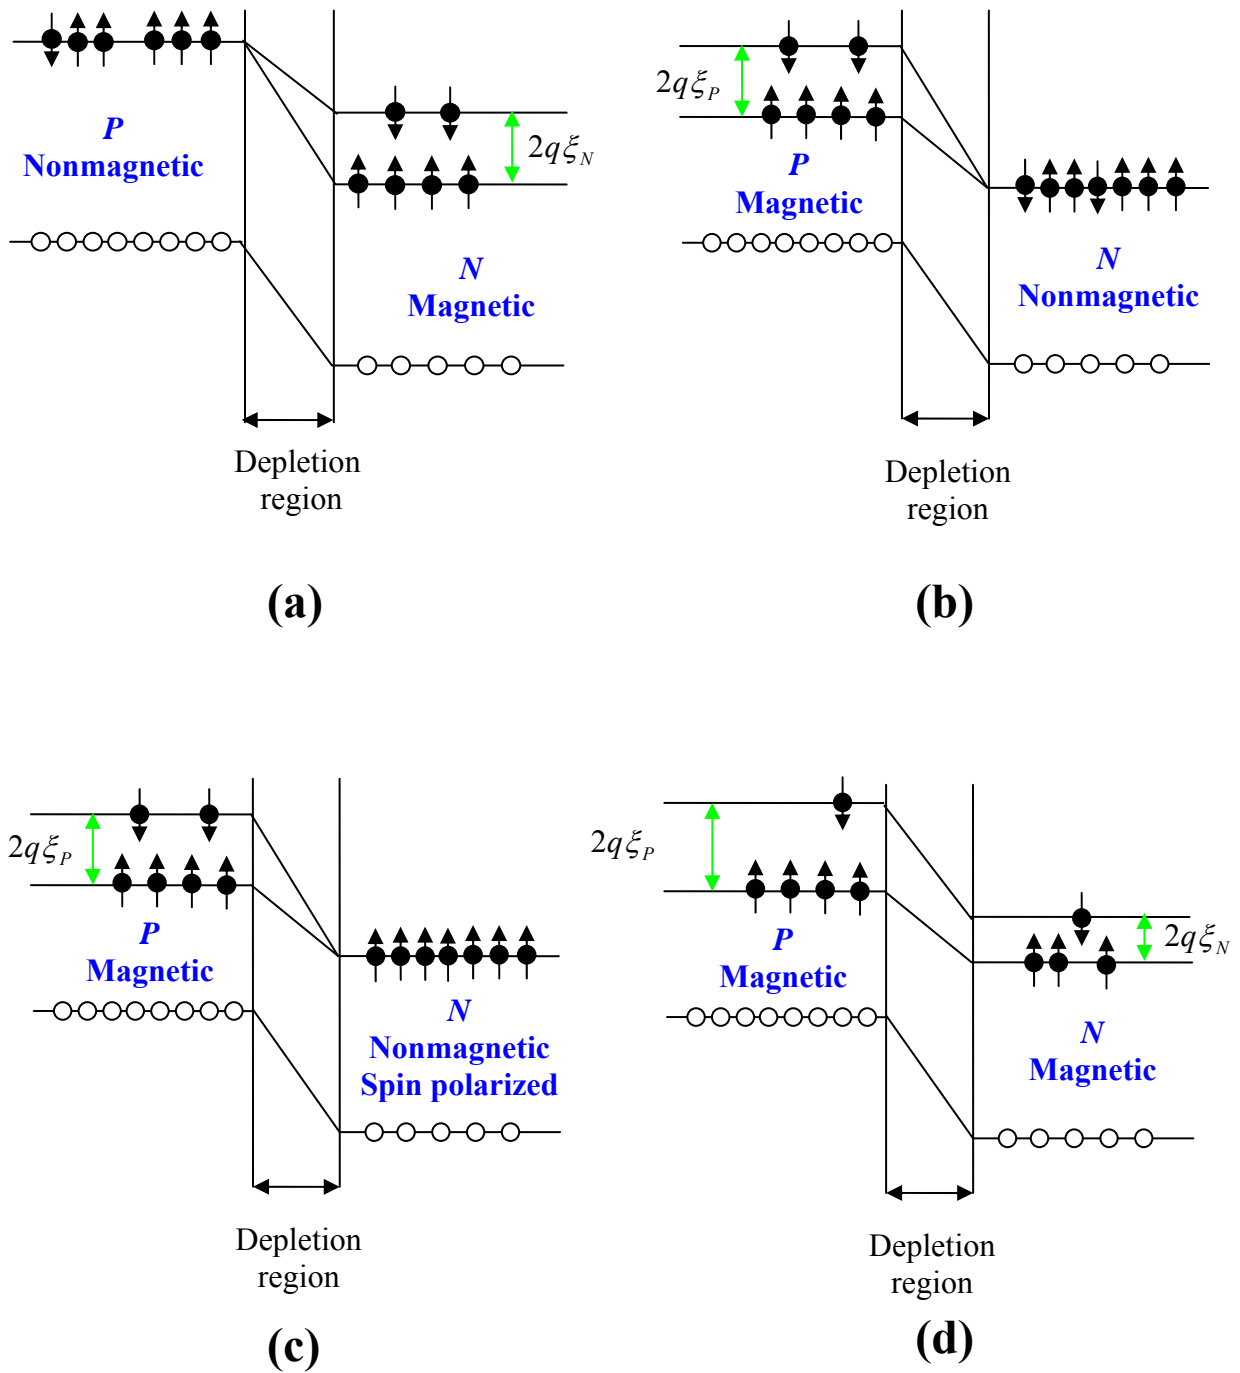 P
Nonmagnetic
2qξN
N
Magnetic
Depletion
region
(a)
2qξP
P
Magnetic
N
Nonmagnetic
Depletion
region
(b)
2qξP
P
Magnetic
N
Nonmagnetic
Spin polarized
Depletion
region
(c)
2qξP
P
Magnetic
2qξN
N
Magnetic
Depletion
region
(d)